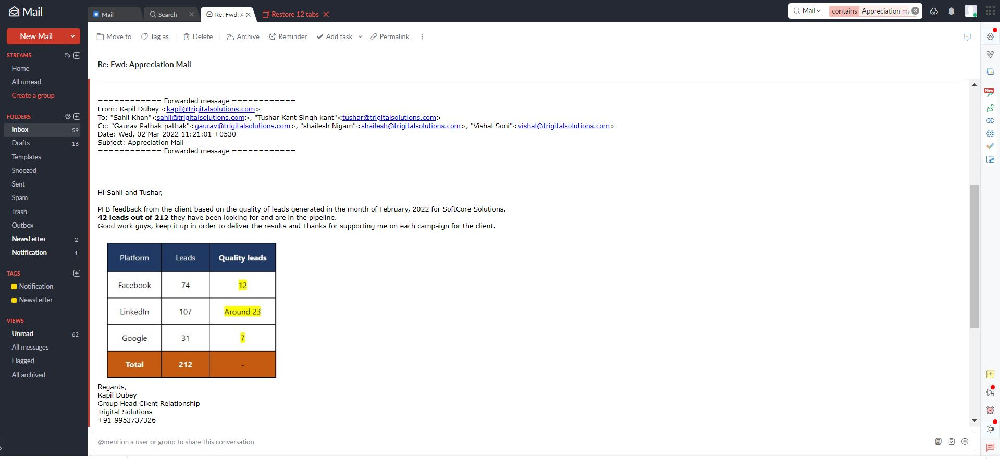 Mail
Mail
Search
Re: Fwd: A
Restore 12 tabs
Mail
contains
Appreciation ma
New Mail
Move to
Tag as
Delete
Archive
Reminder
Add task
Permalink
STREAMS
Home
All unread
Create a group
FOLDERS
Inbox 59
Drafts 16
Templates
Snoozed
Sent
Spam
Trash
Outbox
NewsLetter 2
Notification 1
TAGS
Notification
NewsLetter
VIEWS
Unread 62
All messages
Flagged
All archived
Re: Fwd: Appreciation Mail
============ Forwarded message ============
From: Kapil Dubey <kapil@trigitalsolutions.com>
To: "Sahil Khan"<sahil@trigitalsolutions.com>, "Tushar Kant Singh kant"<tushar@trigitalsolutions.com>
Cc: "Gaurav Pathak pathak"<gaurav@trigitalsolutions.com>, "shailesh Nigam"<shailesh@trigitalsolutions.com>, "Vishal Soni"<vishal@trigitalsolutions.com>
Date: Wed, 02 Mar 2022 11:21:01 +0530
Subject: Appreciation Mail
============ Forwarded message ============
Hi Sahil and Tushar,
PFB feedback from the client based on the quality of leads generated in the month of February, 2022 for SoftCore Solutions.
42 leads out of 212 they have been looking for and are in the pipeline.
Good work guys, keep it up in order to deliver the results and Thanks for supporting me on each campaign for the client.
Platform Leads Quality leads
Facebook 74 12
LinkedIn 107 Around 23
Google 31 7
Total 212 -
Regards,
Kapil Dubey
Group Head Client Relationship
Trigital Solutions
+91-9953737326
@mention a user or group to share this conversation
New